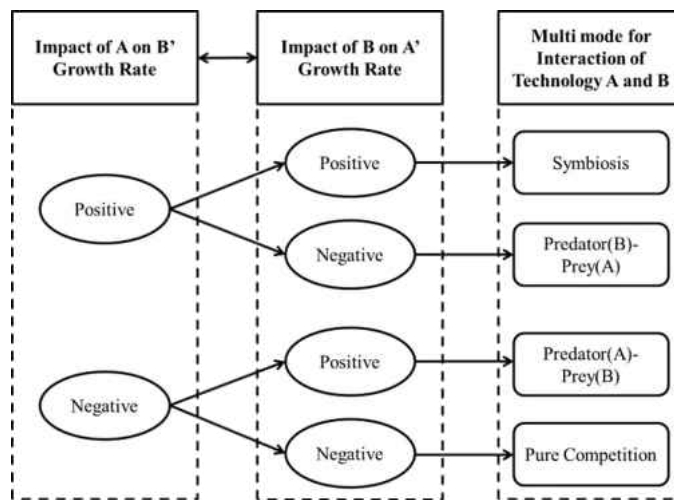 Impact of A on B’
Growth Rate
Impact of B on A’
Growth Rate
Multi mode for
Interaction of
Technology A and B
Positive
Positive
Symbiosis
Negative
Predator(B)-
Prey(A)
Negative
Positive
Predator(A)-
Prey(B)
Negative
Pure Competition